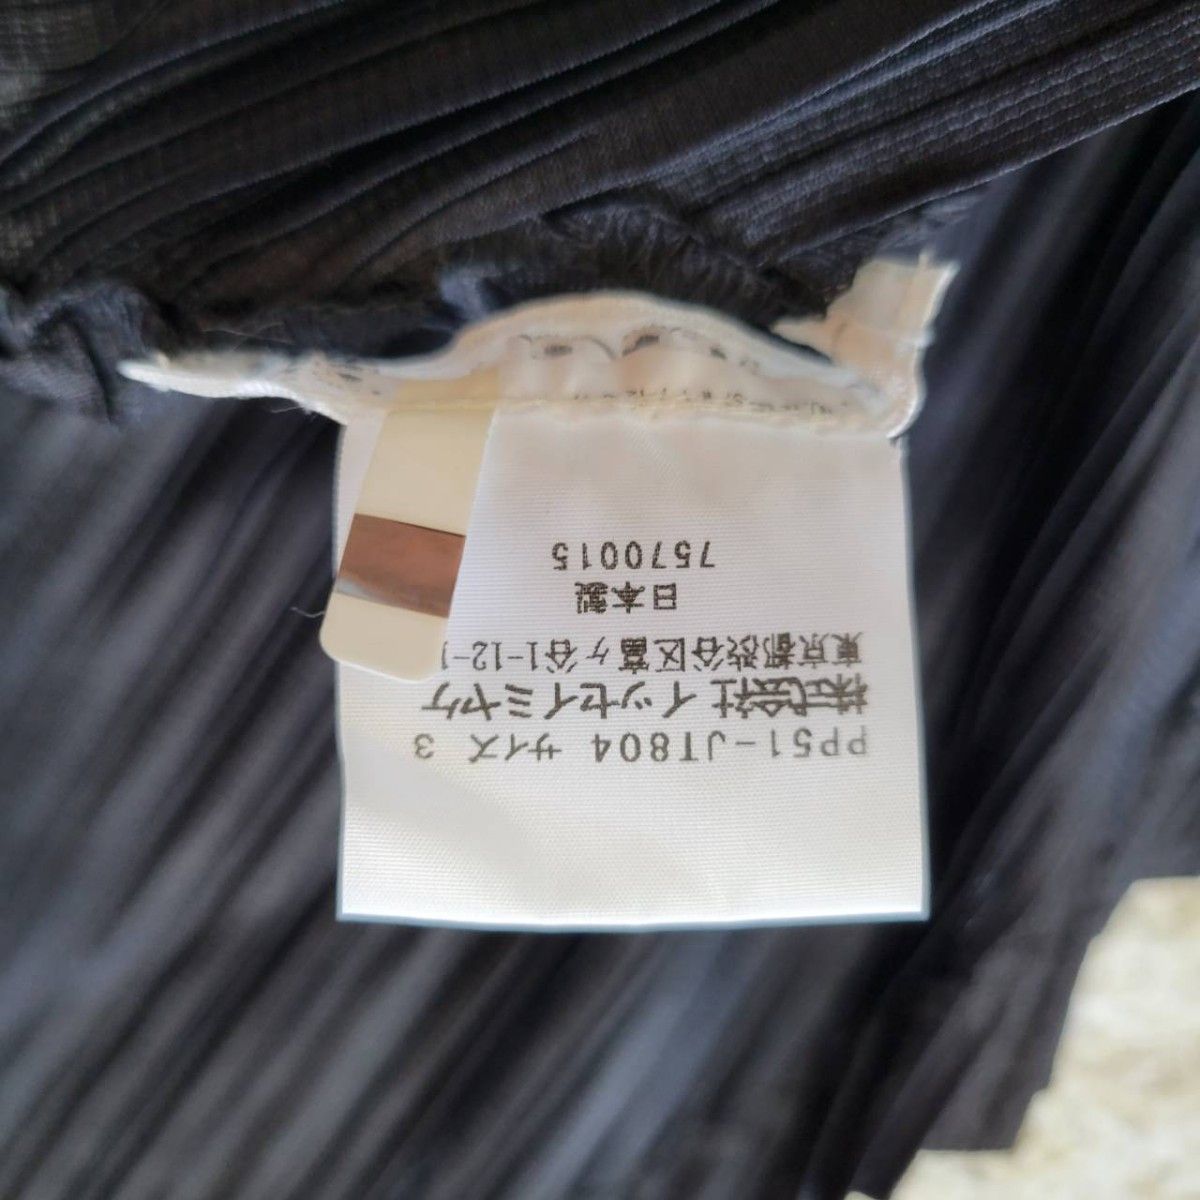 PP51-JT804 サイズ 3
株式会社 イッセイミヤケ
東京都渋谷区富ヶ谷1-12-1
日本製
7570015